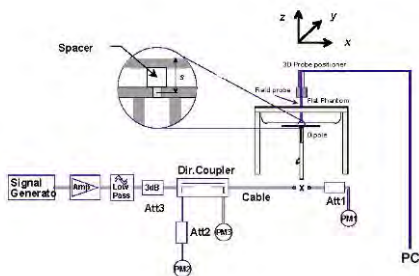 z
y
x
Spacer
s
3D Probe positioner
Field probe
Flat Phantom
Dipole
Signal
Generato
Amp
Low
Pass
3dB
Att3
Dir.Coupler
Cable
x
Att1
PM1
Att2
PM3
PM2
PC